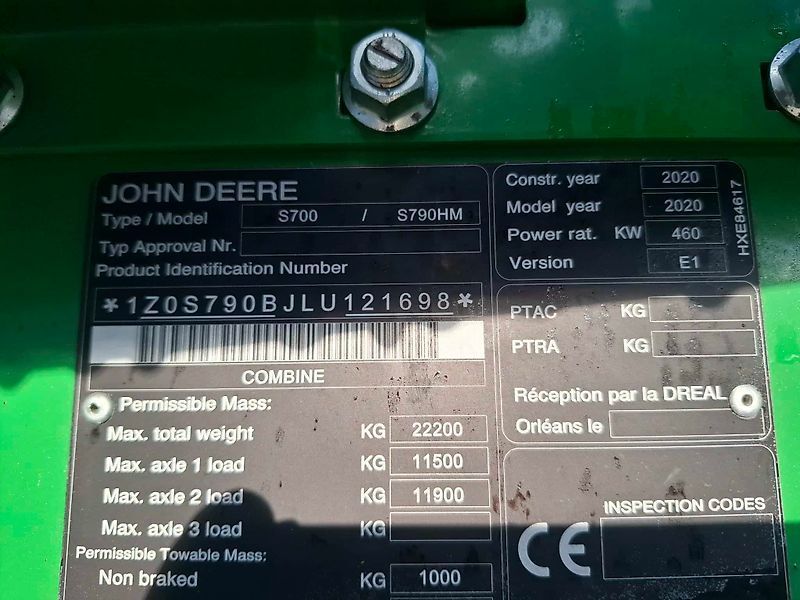 JOHN DEERE
Type / Model S700 / S790HM
Typ Approval Nr.
Product Identification Number
*1Z0S790BJLU121698*
COMBINE
Permissible Mass:
Max. total weight KG 22200
Max. axle 1 load KG 11500
Max. axle 2 load KG 11900
Max. axle 3 load KG
Permissible Towable Mass:
Non braked KG 1000
Constr. year 2020
Model year 2020
Power rat. KW 460
Version E1
HXE84617
PTAC KG
PTRA KG
Réception par la DREAL
Orléans le
INSPECTION CODES
CE